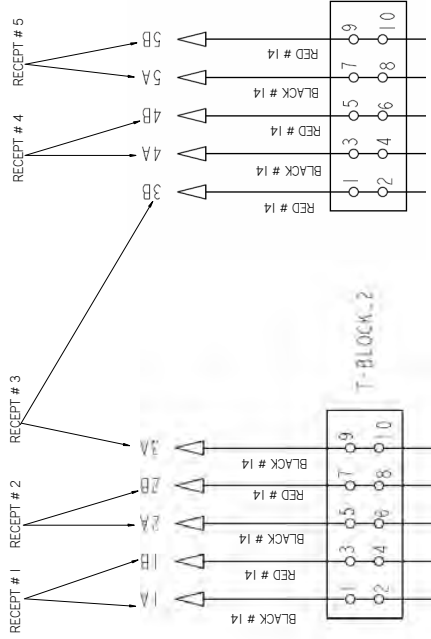 RECEPT # 1
RECEPT # 2
RECEPT # 3
RECEPT # 4
RECEPT # 5
1A
1B
2A
2B
3A
3B
4A
4B
5A
5B
BLACK # 14
RED # 14
BLACK # 14
RED # 14
BLACK # 14
RED # 14
BLACK # 14
RED # 14
BLACK # 14
RED # 14
1 3 5 7 9
2 4 6 8 10
T-BLOCK_2
1 3 5 7 9
2 4 6 8 10